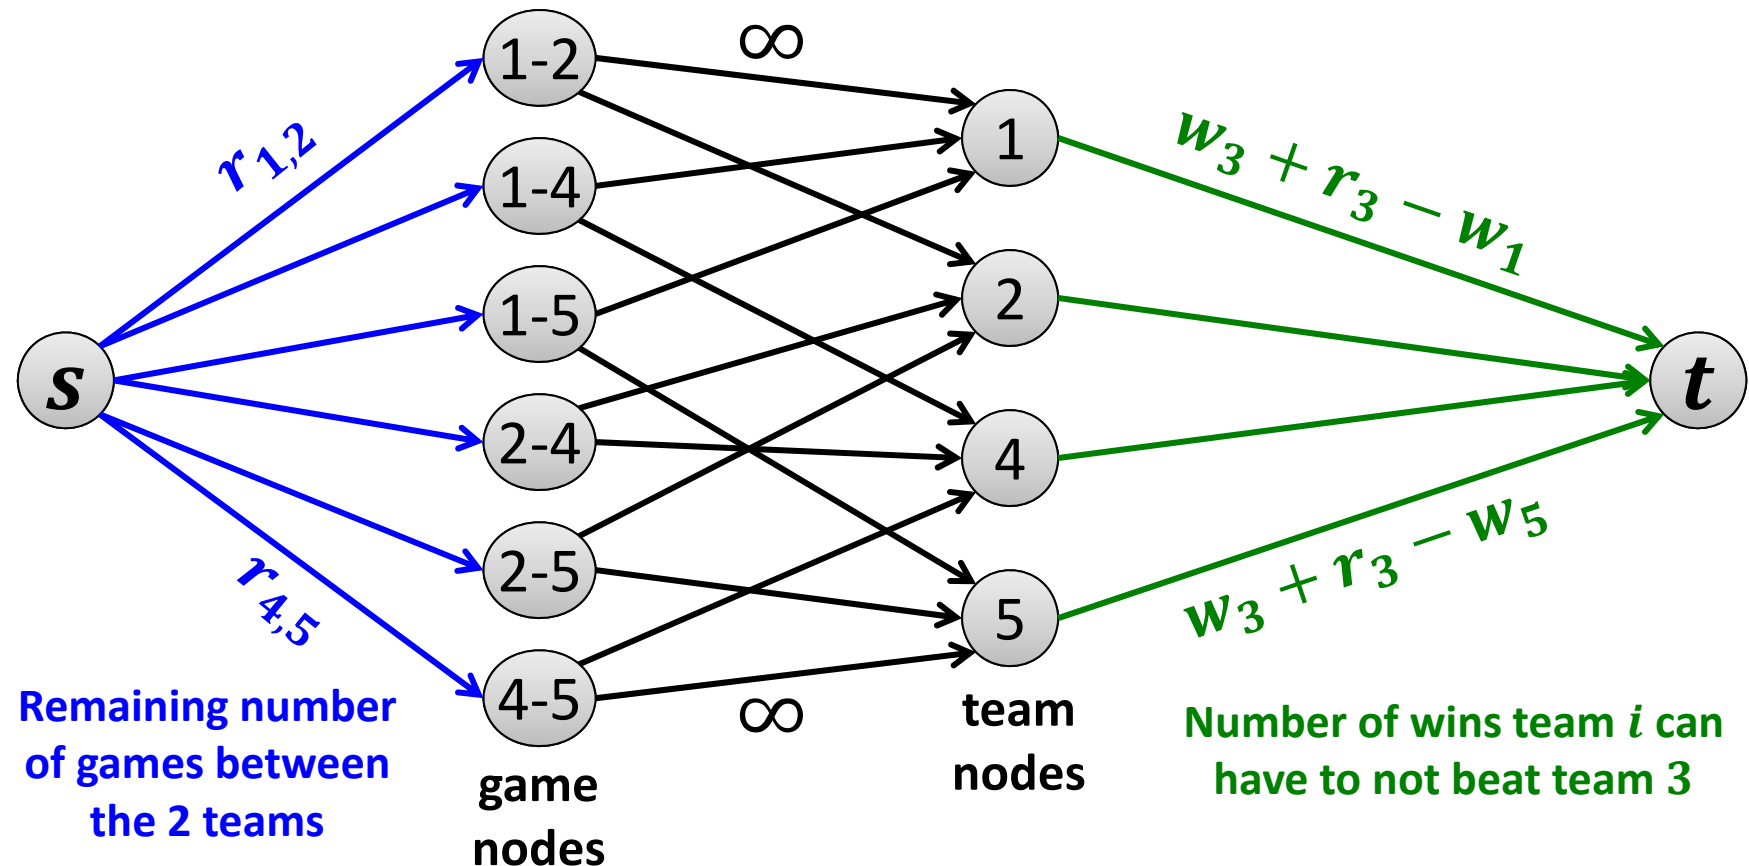 1-2
∞
r1,2
1-4
1
w3 + r3 − w1
1-5
2
s
t
2-4
4
2-5
5
w3 + r3 − w5
r4,5
4-5
∞
Remaining number
of games between
the 2 teams
game
nodes
team
nodes
Number of wins team i can
have to not beat team 3